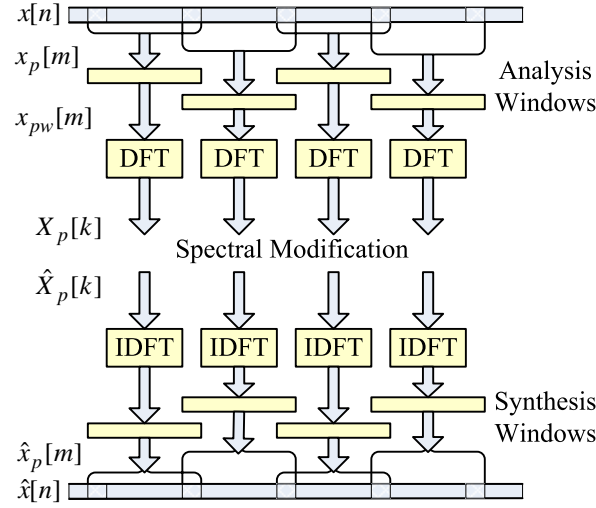 x[n]
x_p[m]
Analysis
Windows
x_pw[m]
DFT DFT DFT DFT
X_p[k]
Spectral Modification
X̂_p[k]
IDFT IDFT IDFT IDFT
Synthesis
Windows
x̂_p[m]
x̂[n]